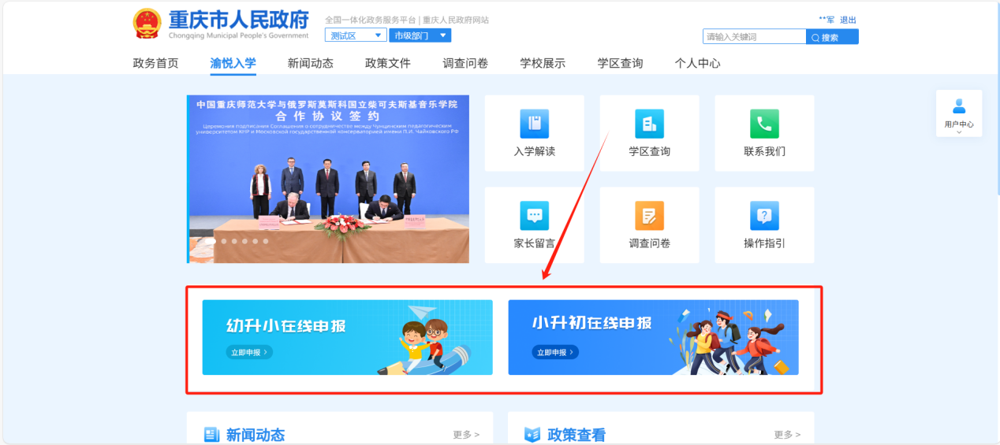 重庆市人民政府
Chongqing Municipal People's Government
全国一体化政务服务平台 | 重庆人民政府网站
测试区
市级部门
**军 退出
请输入关键词
搜索
政务首页 渝悦入学 新闻动态 政策文件 调查问卷 学校展示 学区查询 个人中心
中国重庆师范大学与俄罗斯莫斯科国立柴可夫斯基音乐学院
合作协议签约
Церемония подписания Соглашения о сотрудничестве между Чунцинским педагогическим
университетом КНР и Московской государственной консерваторией имени П.И. Чайковского РФ
入学解读
学区查询
联系我们
用户中心
家长留言
调查问卷
操作指引
幼升小在线申报
立即申报 >
小升初在线申报
立即申报 >
新闻动态
更多 >
政策查看
更多 >